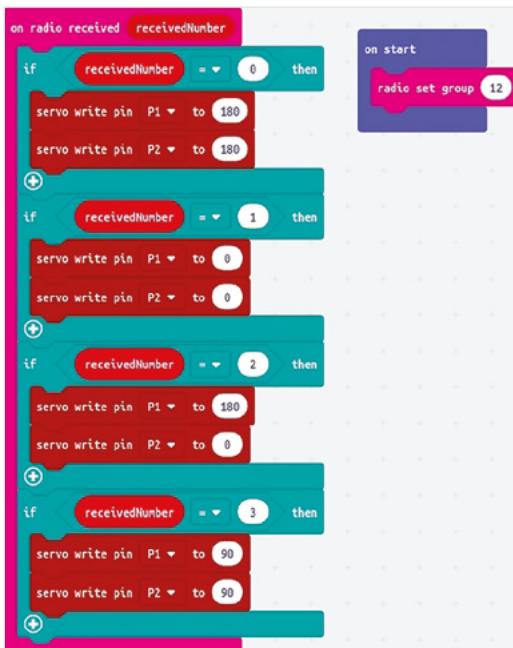 on radio received receivedNumber
if receivedNumber = 0 then
servo write pin P1 to 180
servo write pin P2 to 180
if receivedNumber = 1 then
servo write pin P1 to 0
servo write pin P2 to 0
if receivedNumber = 2 then
servo write pin P1 to 180
servo write pin P2 to 0
if receivedNumber = 3 then
servo write pin P1 to 90
servo write pin P2 to 90
on start
radio set group 12